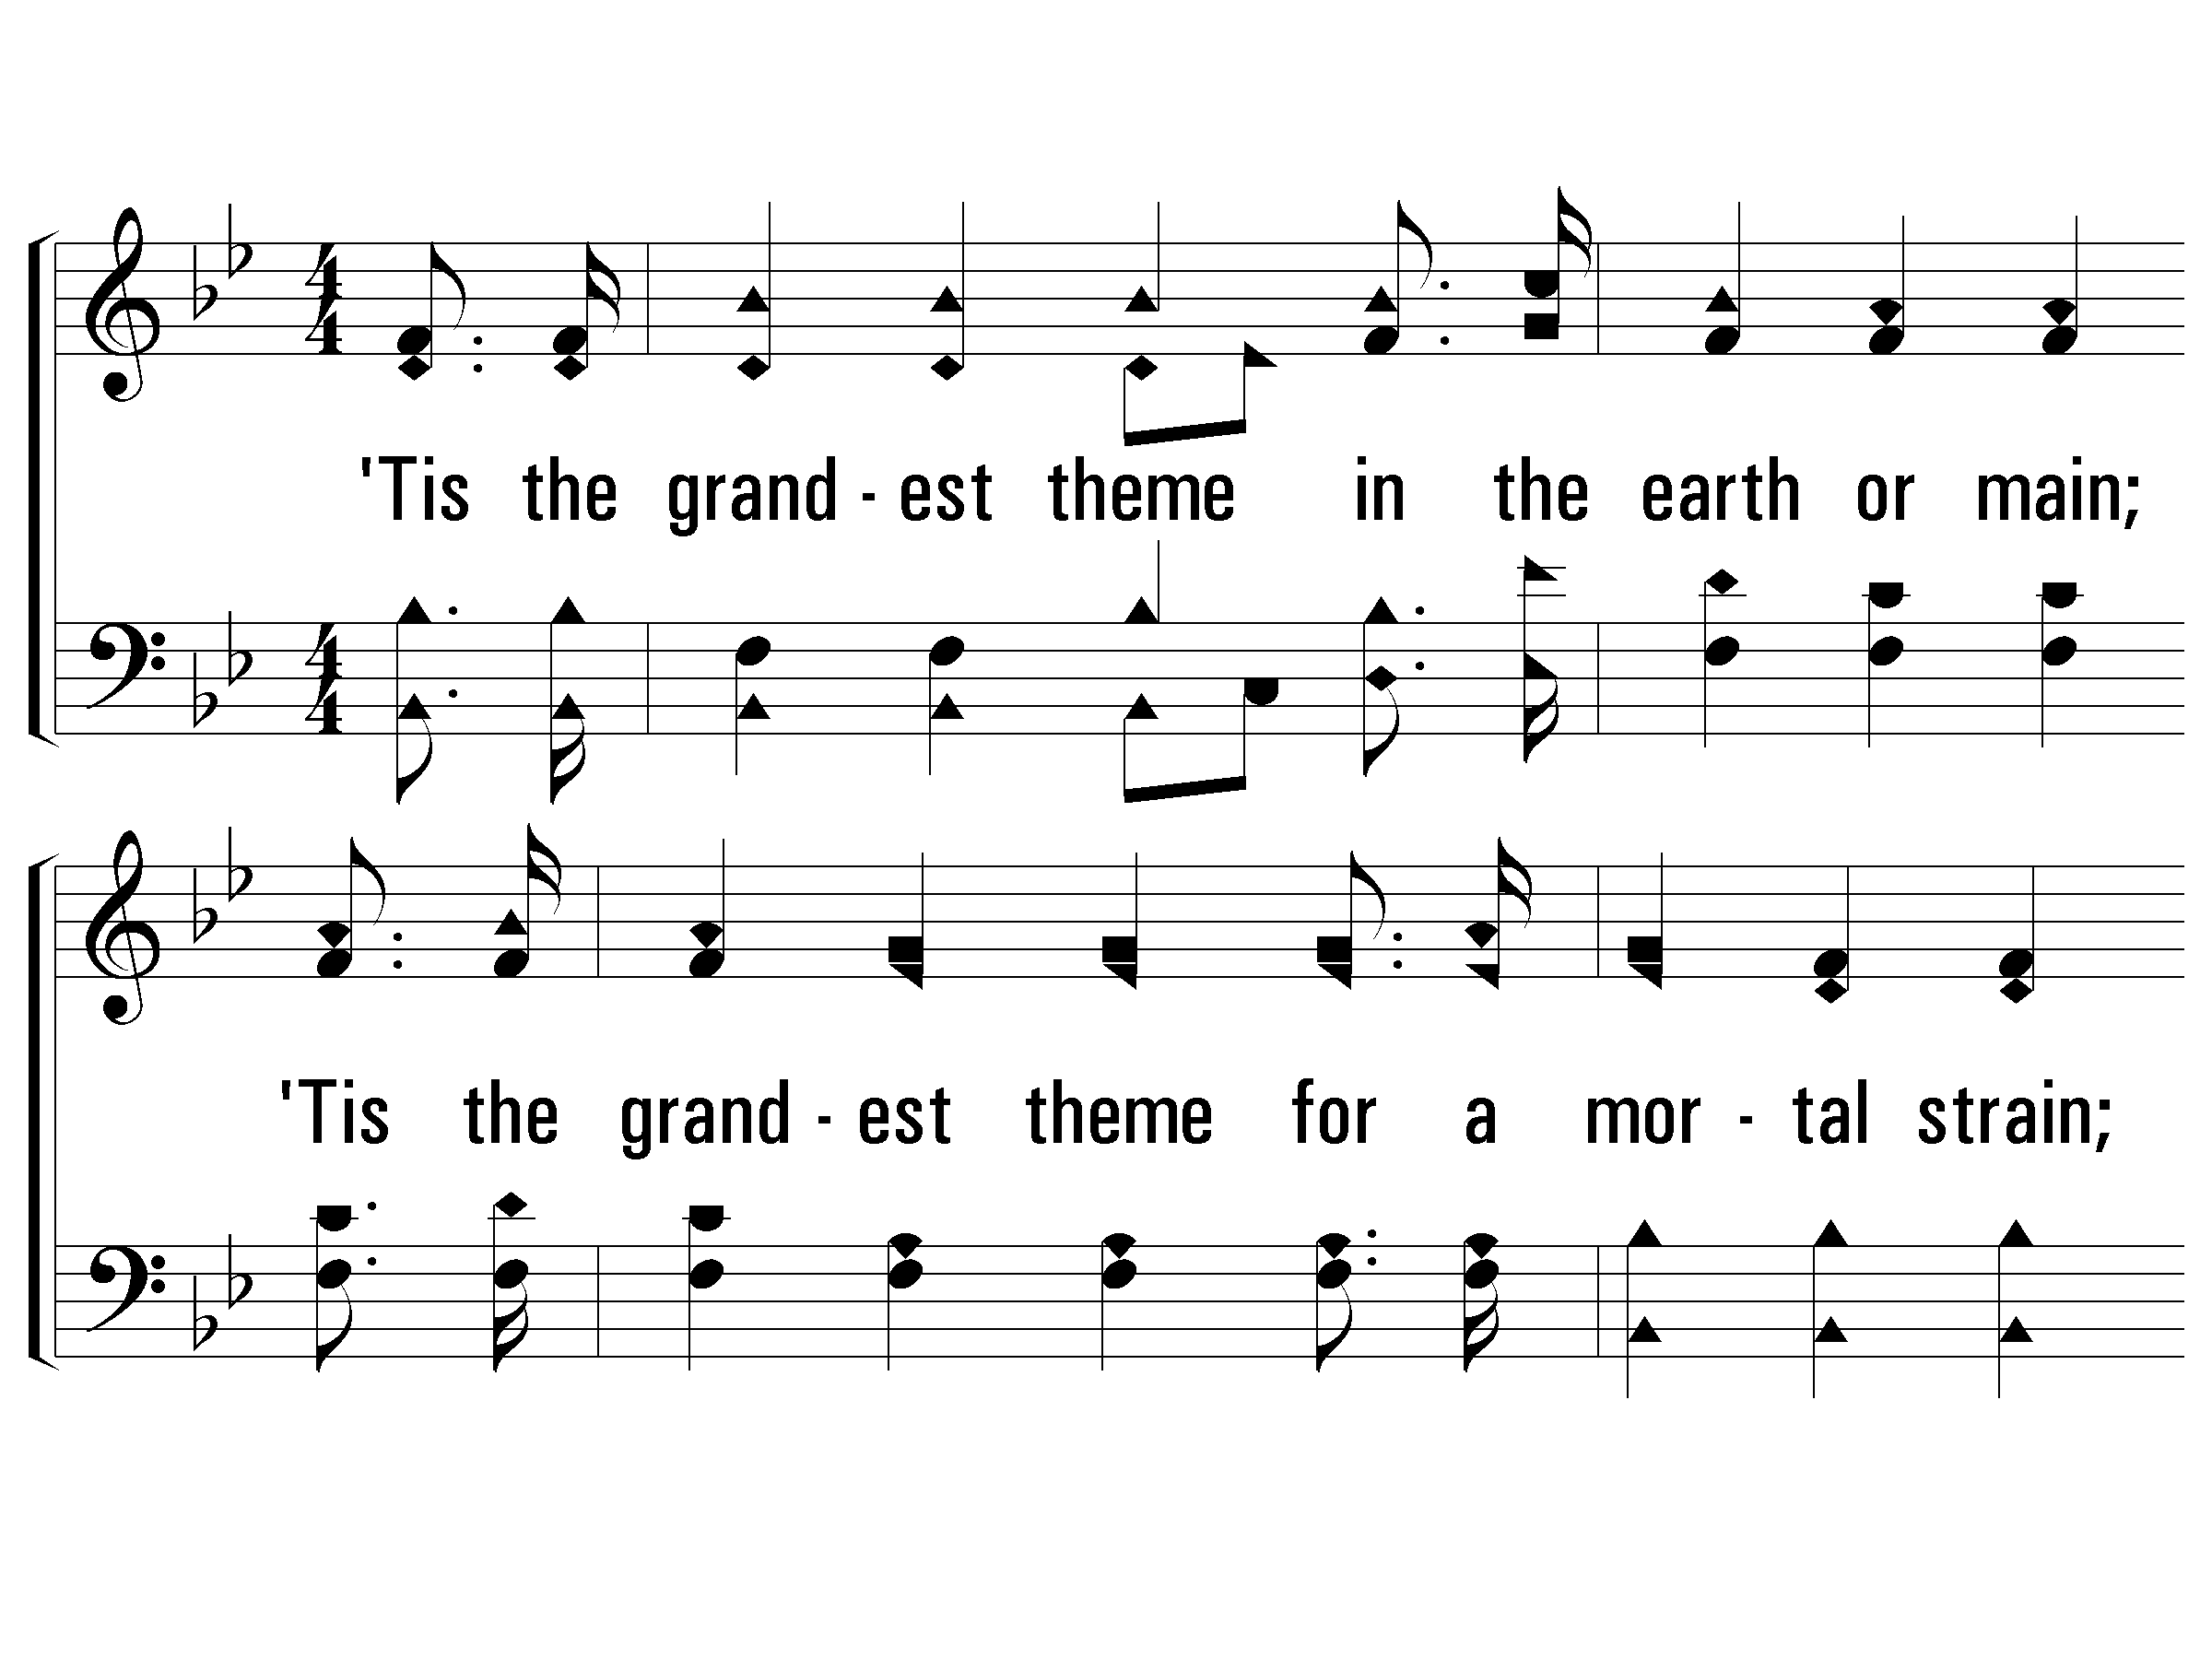 'Tis the grand - est theme in the earth or main;
'Tis the grand - est theme for a mor - tal strain;